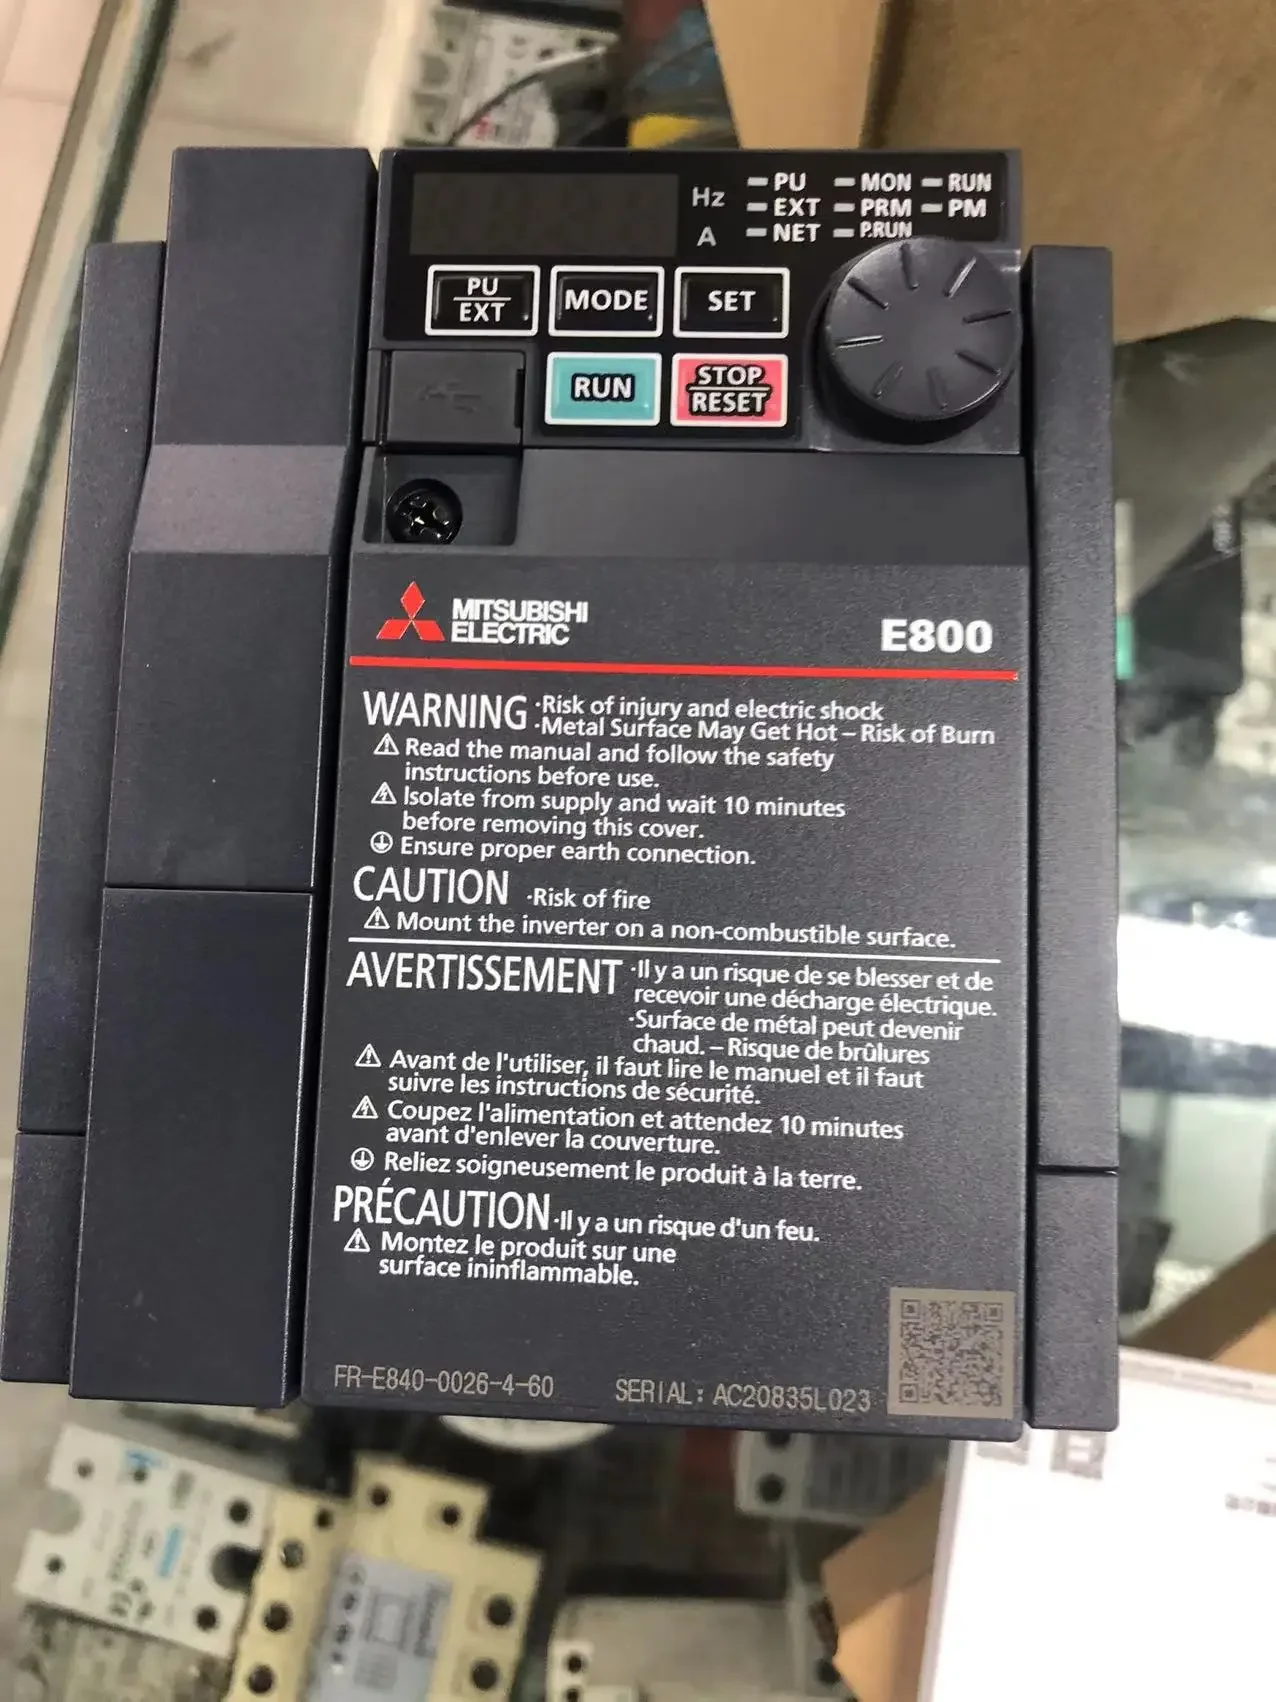 Hz
A
PU MON RUN
EXT PRM PM
NET P.RUN
PU
EXT
MODE
SET
RUN
STOP
RESET
MITSUBISHI
ELECTRIC
E800
WARNING ·Risk of injury and electric shock
·Metal Surface May Get Hot – Risk of Burn
Read the manual and follow the safety
instructions before use.
Isolate from supply and wait 10 minutes
before removing this cover.
Ensure proper earth connection.
CAUTION ·Risk of fire
Mount the inverter on a non-combustible surface.
AVERTISSEMENT ·Il y a un risque de se blesser et de
recevoir une décharge électrique.
·Surface de métal peut devenir
chaud. – Risque de brûlures
Avant de l'utiliser, il faut lire le manuel et il faut
suivre les instructions de sécurité.
Coupez l'alimentation et attendez 10 minutes
avant d'enlever la couverture.
Reliez soigneusement le produit à la terre.
PRÉCAUTION ·Il y a un risque d'un feu.
Montez le produit sur une
surface ininflammable.
FR-E840-0026-4-60 SERIAL: AC20835L023